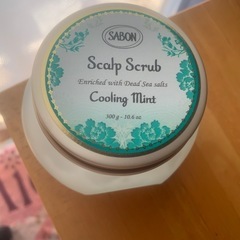 SABON
Scalp Scrub
Enriched with Dead Sea salts
Cooling Mint
300 g - 10.6 oz